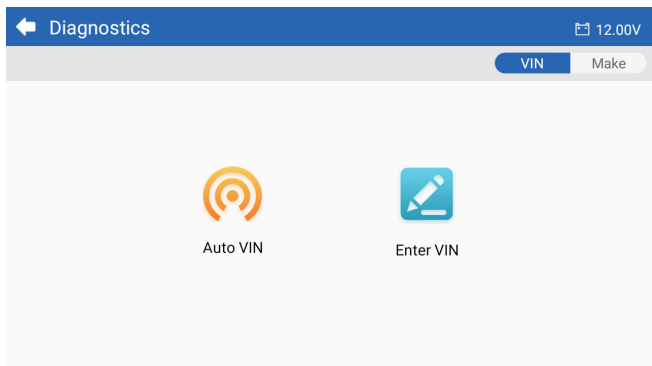 Diagnostics
12.00V
VIN
Make
Auto VIN
Enter VIN